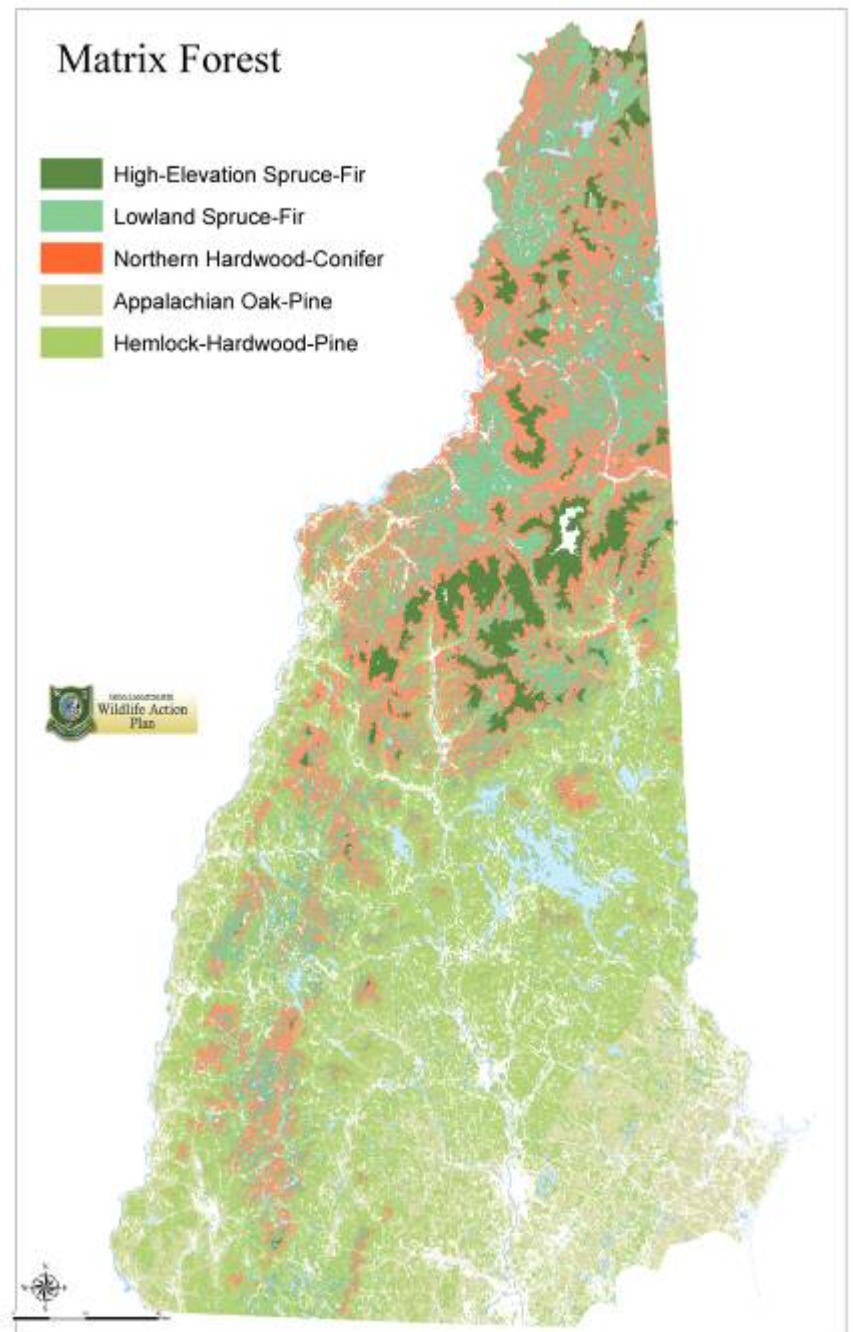 Matrix Forest
High-Elevation Spruce-Fir
Lowland Spruce-Fir
Northern Hardwood-Conifer
Appalachian Oak-Pine
Hemlock-Hardwood-Pine
Wildlife Action
Plan